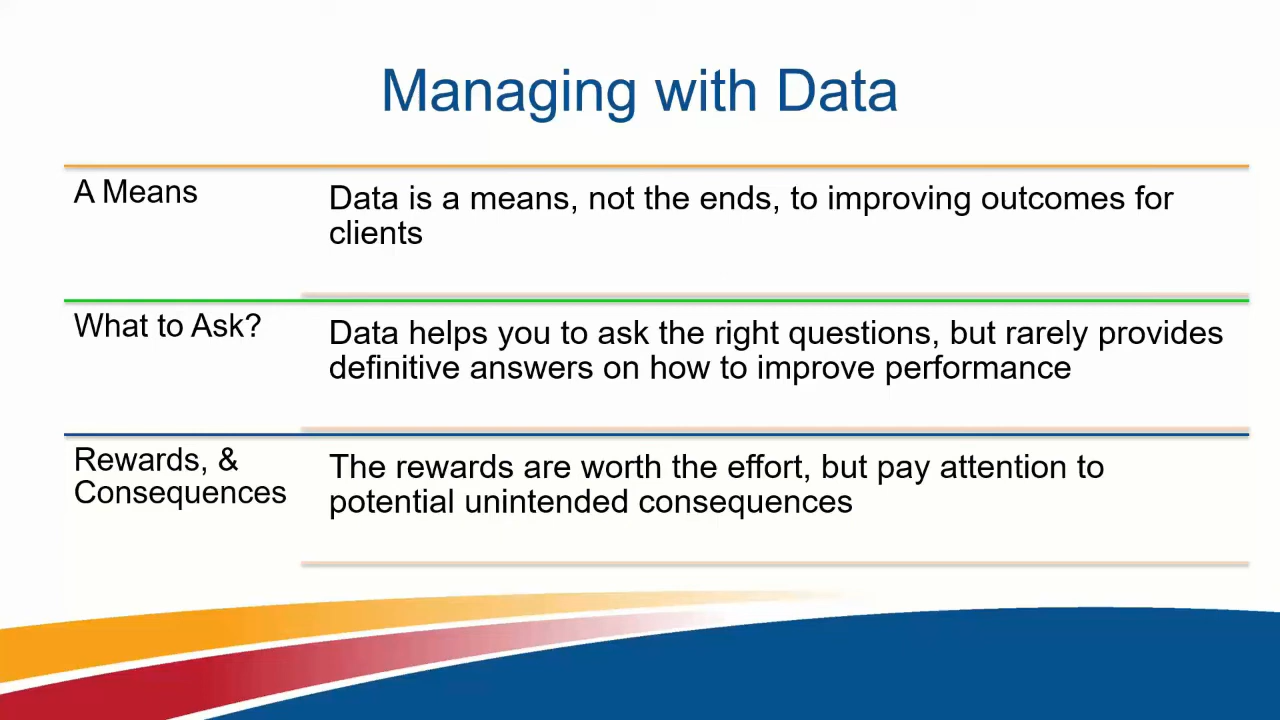 Managing with Data
A Means
Data is a means, not the ends, to improving outcomes for
clients
What to Ask?
Data helps you to ask the right questions, but rarely provides
definitive answers on how to improve performance
Rewards, &
Consequences
The rewards are worth the effort, but pay attention to
potential unintended consequences